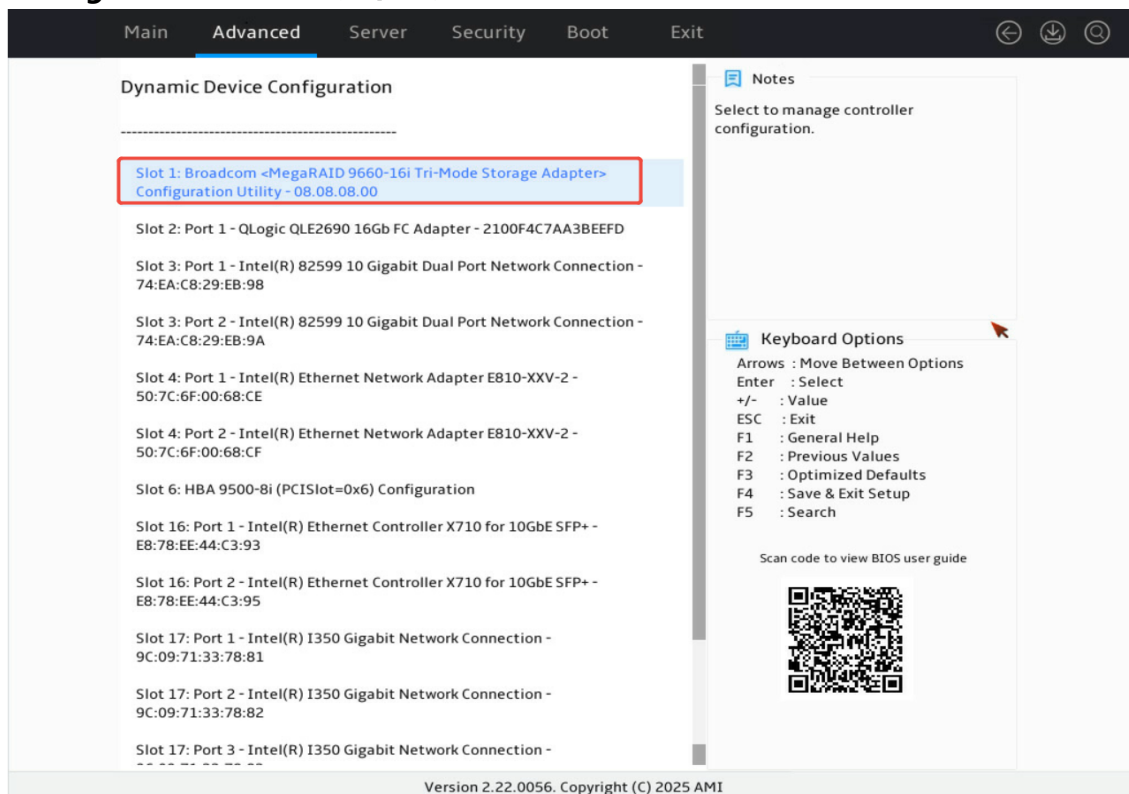 Main Advanced Server Security Boot Exit
Dynamic Device Configuration
------------------------------------------------
Slot 1: Broadcom <MegaRAID 9660-16i Tri-Mode Storage Adapter>
Configuration Utility - 08.08.08.00
Slot 2: Port 1 - QLogic QLE2690 16Gb FC Adapter - 2100F4C7AA3BEEFD
Slot 3: Port 1 - Intel(R) 82599 10 Gigabit Dual Port Network Connection -
74:EA:C8:29:EB:98
Slot 3: Port 2 - Intel(R) 82599 10 Gigabit Dual Port Network Connection -
74:EA:C8:29:EB:9A
Slot 4: Port 1 - Intel(R) Ethernet Network Adapter E810-XXV-2 -
50:7C:6F:00:68:CE
Slot 4: Port 2 - Intel(R) Ethernet Network Adapter E810-XXV-2 -
50:7C:6F:00:68:CF
Slot 6: HBA 9500-8i (PCISlot=0x6) Configuration
Slot 16: Port 1 - Intel(R) Ethernet Controller X710 for 10GbE SFP+ -
E8:78:EE:44:C3:93
Slot 16: Port 2 - Intel(R) Ethernet Controller X710 for 10GbE SFP+ -
E8:78:EE:44:C3:95
Slot 17: Port 1 - Intel(R) I350 Gigabit Network Connection -
9C:09:71:33:78:81
Slot 17: Port 2 - Intel(R) I350 Gigabit Network Connection -
9C:09:71:33:78:82
Slot 17: Port 3 - Intel(R) I350 Gigabit Network Connection -
Notes
Select to manage controller
configuration.
Keyboard Options
Arrows : Move Between Options
Enter : Select
+/- : Value
ESC : Exit
F1 : General Help
F2 : Previous Values
F3 : Optimized Defaults
F4 : Save & Exit Setup
F5 : Search
Scan code to view BIOS user guide
Version 2.22.0056. Copyright (C) 2025 AMI